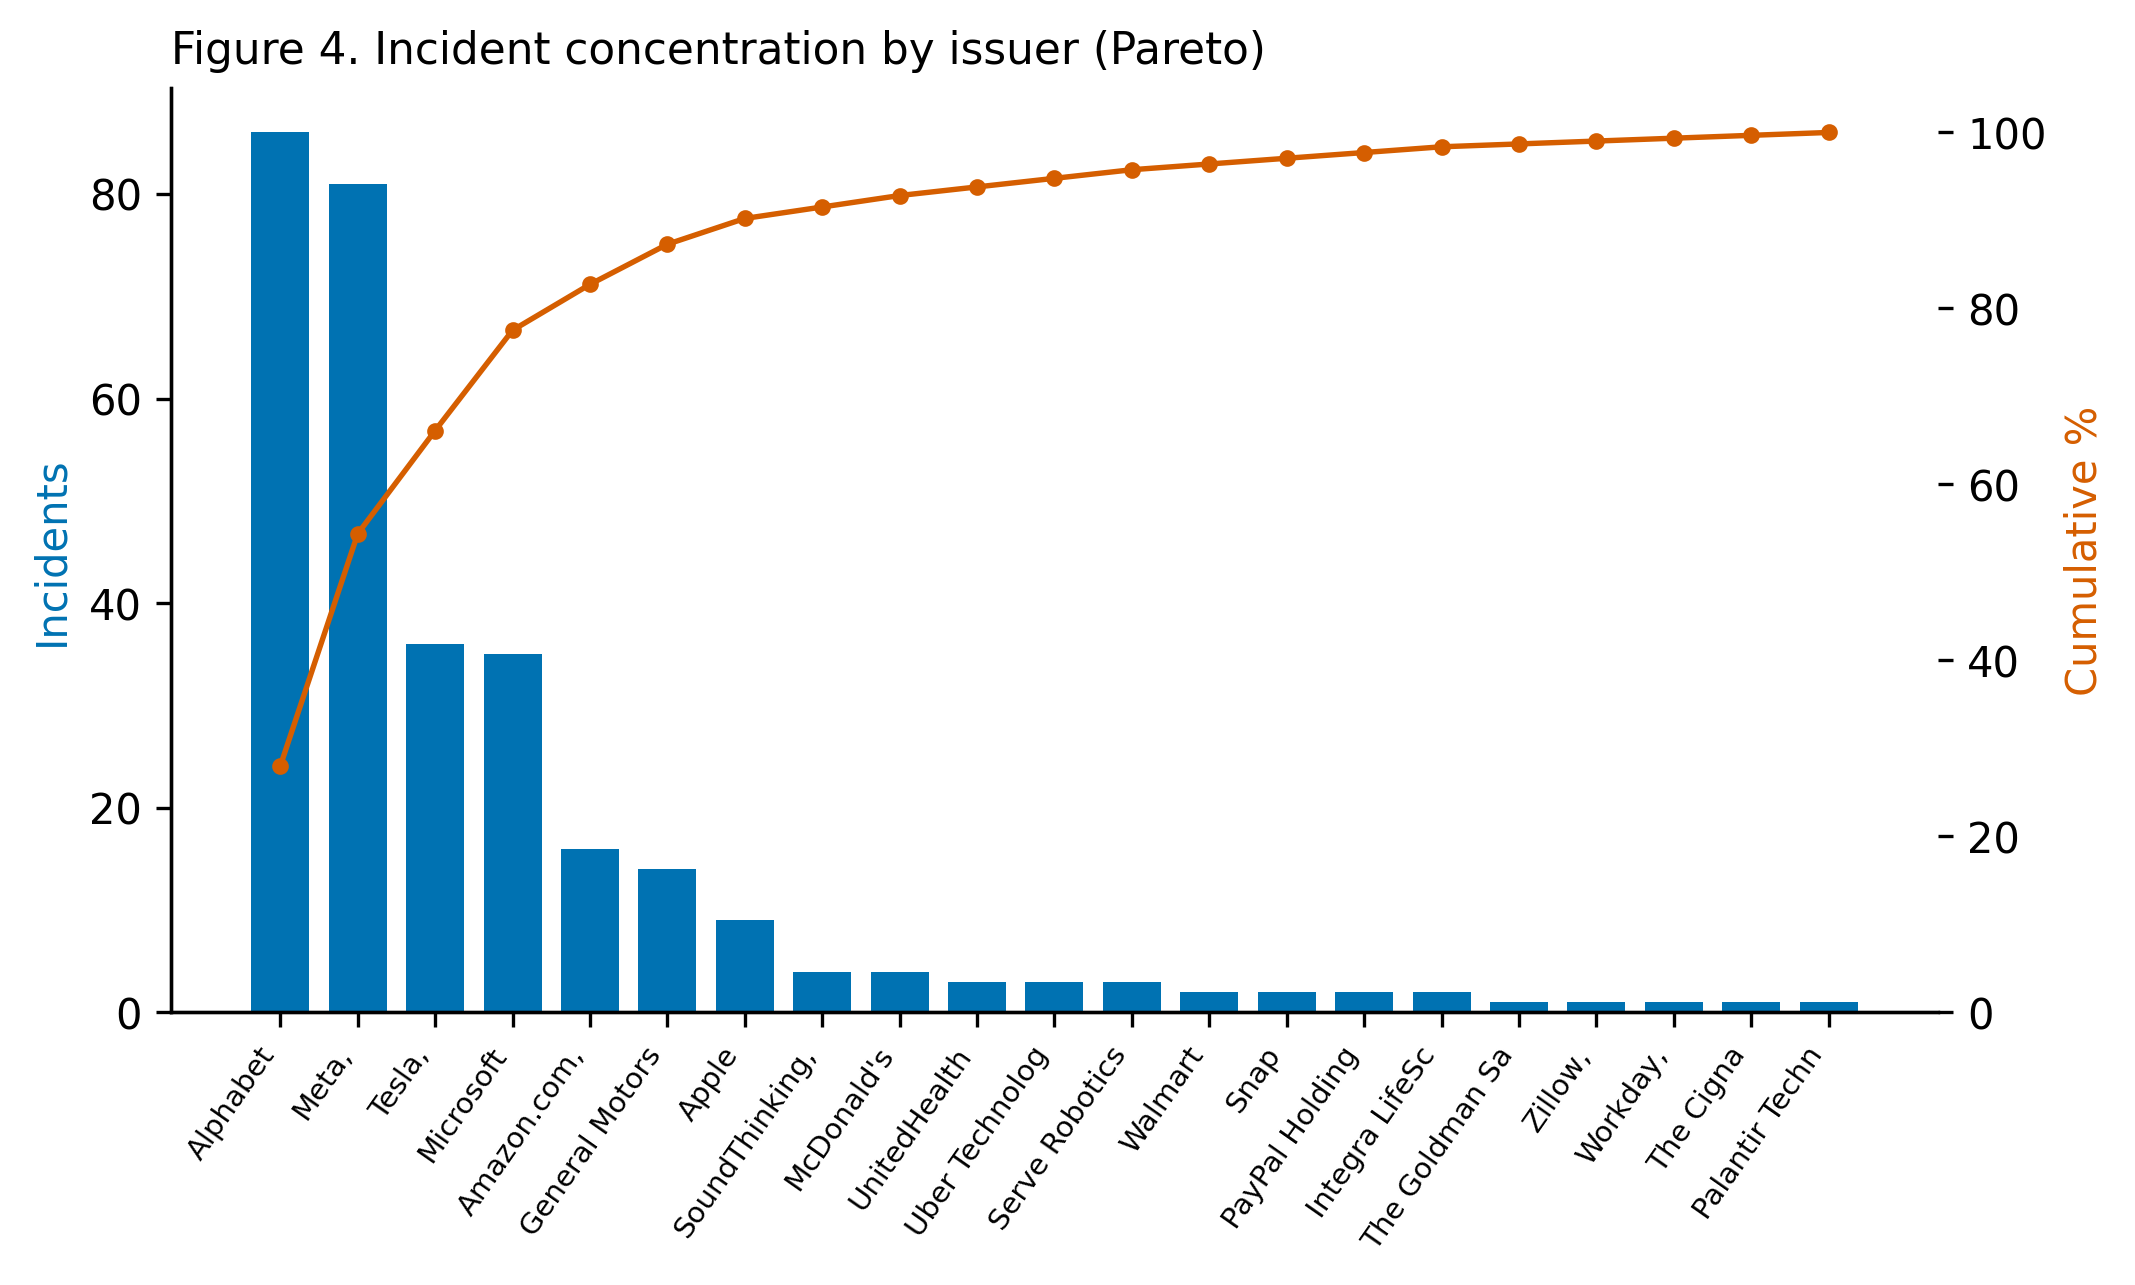 Figure 4. Incident concentration by issuer (Pareto)
Incidents
80
60
40
20
0
100
80
60
40
20
0
Cumulative %
Alphabet
Meta,
Tesla,
Microsoft
Amazon.com,
General Motors
Apple
SoundThinking,
McDonald's
UnitedHealth
Uber Technolog
Serve Robotics
Walmart
Snap
PayPal Holding
Integra LifeSc
The Goldman Sa
Zillow,
Workday,
The Cigna
Palantir Techn